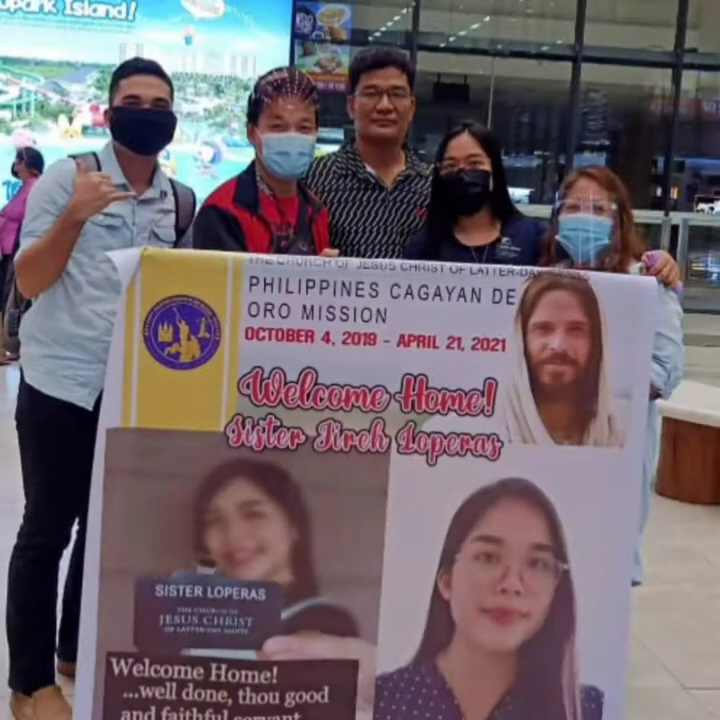 opark Island!
THE CHURCH OF JESUS CHRIST OF LATTER-DAY
PHILIPPINES CAGAYAN DE
ORO MISSION
OCTOBER 4, 2019 - APRIL 21, 2021
Welcome Home!
Sister Jireh Loperas
SISTER LOPERAS
THE CHURCH OF
JESUS CHRIST
OF LATTER-DAY SAINTS
Welcome Home!
...well done, thou good
and faithful servant